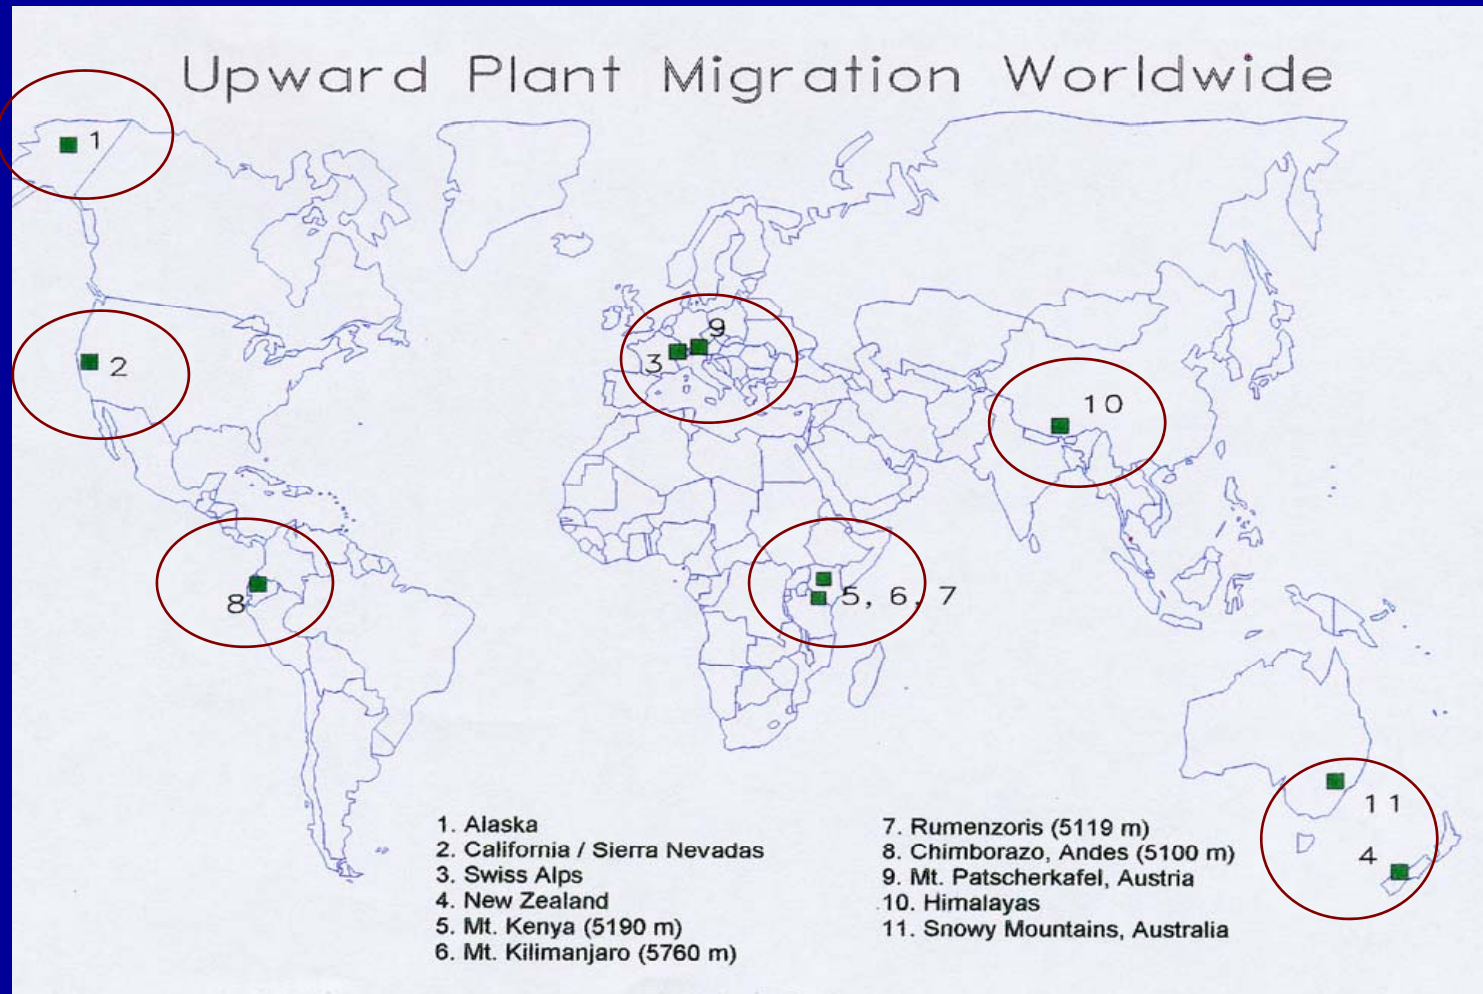 Upward Plant Migration Worldwide
1
2
3
9
10
8
5, 6, 7
11
4
1. Alaska
2. California / Sierra Nevadas
3. Swiss Alps
4. New Zealand
5. Mt. Kenya (5190 m)
6. Mt. Kilimanjaro (5760 m)
7. Rumenzoris (5119 m)
8. Chimborazo, Andes (5100 m)
9. Mt. Patscherkafel, Austria
10. Himalayas
11. Snowy Mountains, Australia